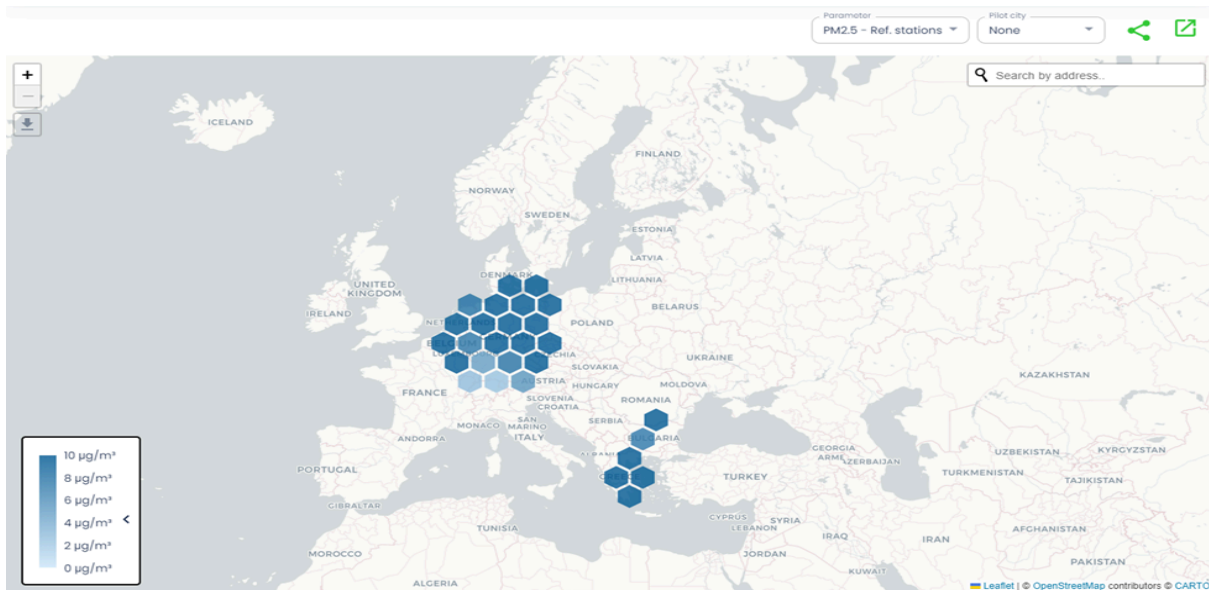 Parameter
PM2.5 - Ref. stations
Pilot city
None
+
−
Search by address..
ICELAND
FINLAND
NORWAY
SWEDEN
ESTONIA
LATVIA
DENMARK
LITHUANIA
UNITED
KINGDOM
IRELAND
BELARUS
NETHERLANDS
POLAND
BELGIUM
UKRAINE
SLOVAKIA
KAZAKHSTAN
AUSTRIA
HUNGARY
MOLDOVA
FRANCE
SLOVENIA
ROMANIA
CROATIA
MONACO
SAN
MARINO
SERBIA
ANDORRA
ITALY
BULGARIA
GEORGIA
UZBEKISTAN
KYRGYZSTAN
PORTUGAL
TURKEY
TURKMENISTAN
TAJIKISTAN
GIBRALTAR
CYPRUS
SYRIA
TUNISIA
LEBANON
AFGHANISTAN
IRAQ
IRAN
MOROCCO
JORDAN
PAKISTAN
KUWAIT
ALGERIA
10 µg/m³
8 µg/m³
6 µg/m³
4 µg/m³
2 µg/m³
0 µg/m³
Leaflet | © OpenStreetMap contributors © CARTO